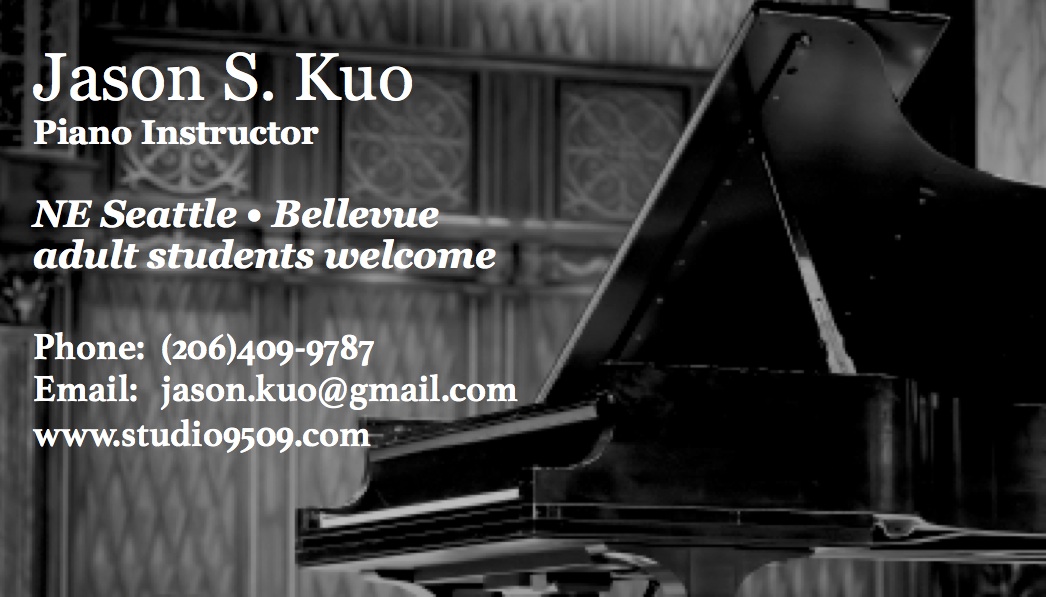 Jason S. Kuo
Piano Instructor
NE Seattle • Bellevue
adult students welcome
Phone: (206)409-9787
Email: jason.kuo@gmail.com
www.studio9509.com